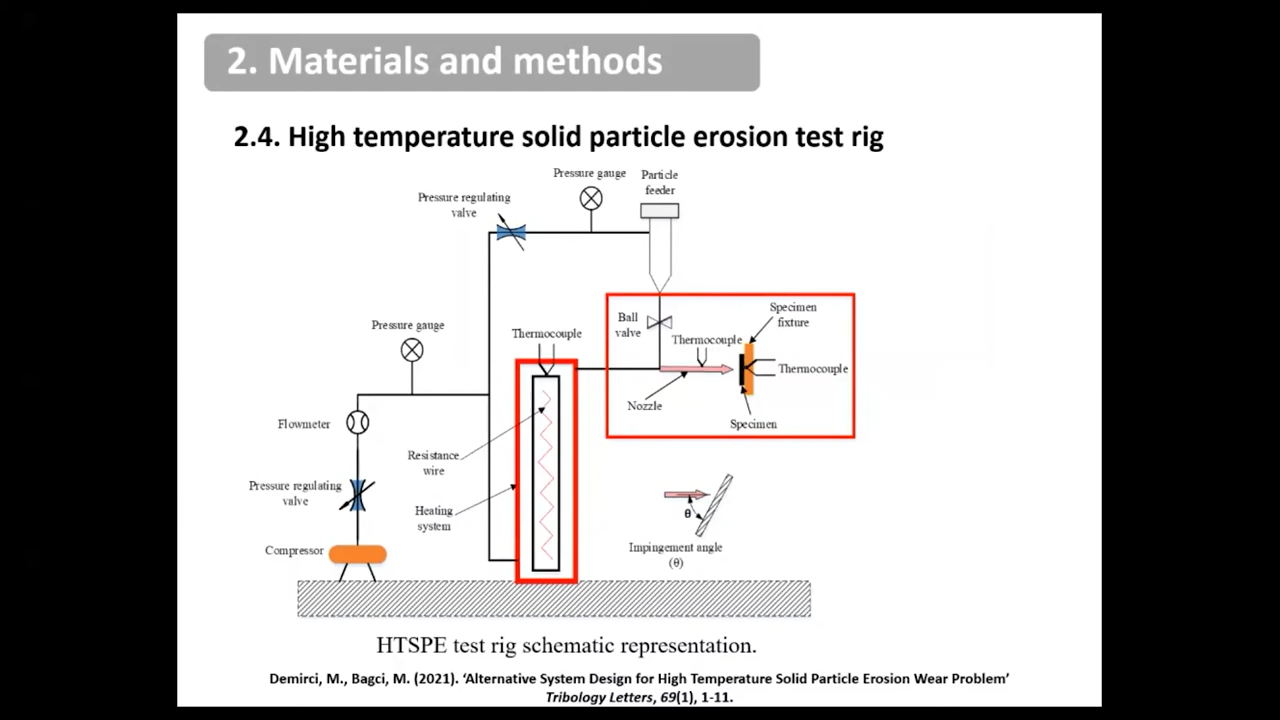 2. Materials and methods
2.4. High temperature solid particle erosion test rig
Pressure gauge
Particle
feeder
Pressure regulating
valve
Ball
valve
Specimen
fixture
Pressure gauge
Thermocouple
Thermocouple
Thermocouple
Nozzle
Flowmeter
Specimen
Resistance
wire
Pressure regulating
valve
Heating
system
θ
Compressor
Impingement angle
(θ)
HTSPE test rig schematic representation.
Demirci, M., Bagci, M. (2021). ‘Alternative System Design for High Temperature Solid Particle Erosion Wear Problem’
Tribology Letters, 69(1), 1-11.